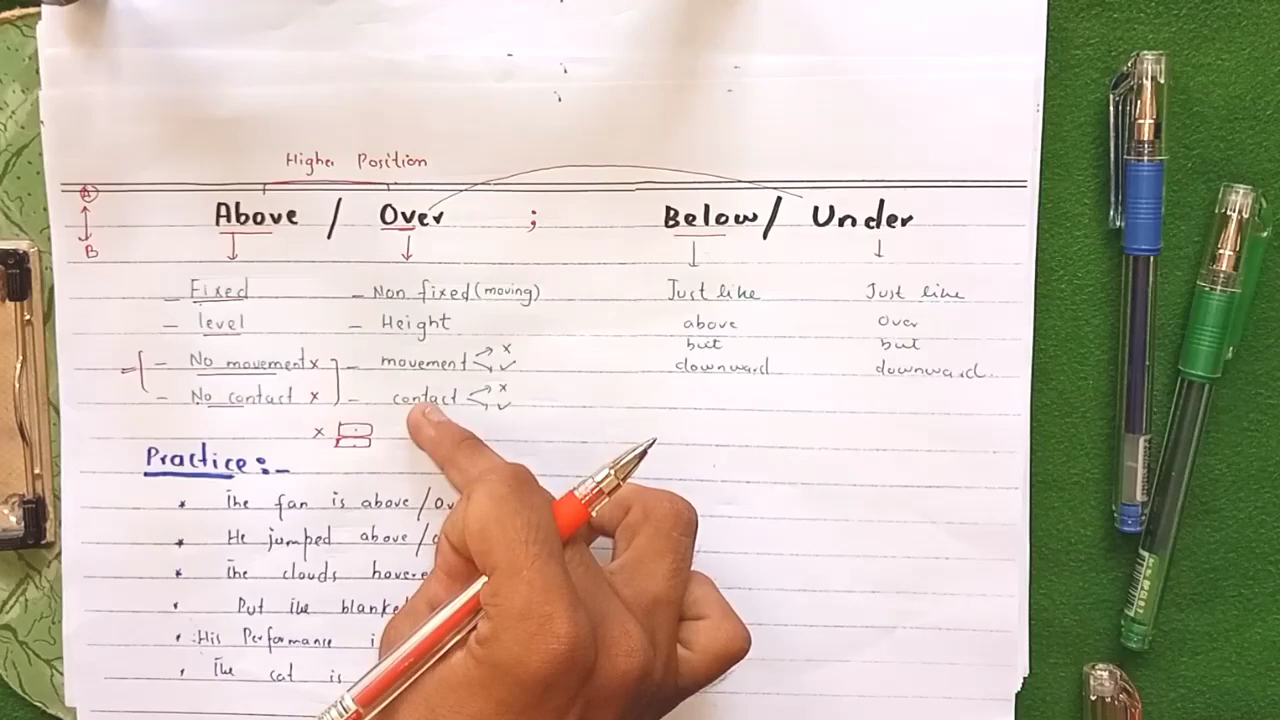 Higher Position
A
B
Above / Over ; Below / Under
Fixed
level
No movement x
No contact x
Non fixed (moving)
Height
movement x ✓
contact x ✓
Just like
above
but
downward
Just like
over
but
downward
x
Practice :-
* The fan is above / Ov
* He jumped above /
* The clouds hovere
• Put the blanke
• His Performance i
• The cat is